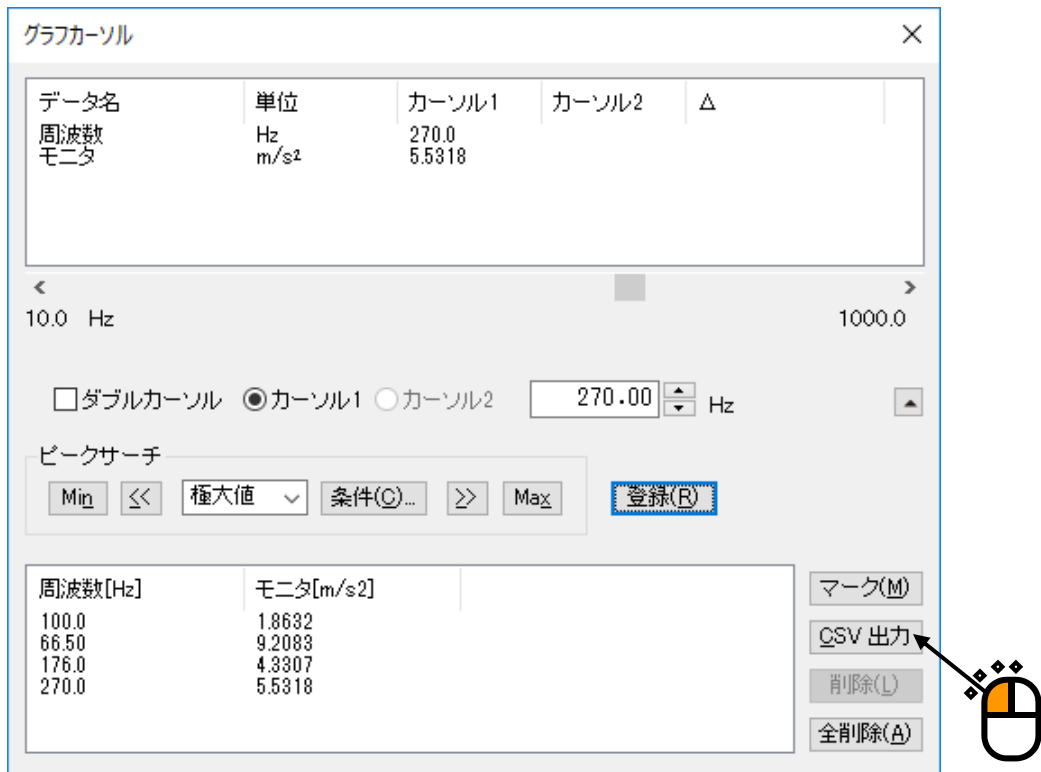 グラフカーソル
データ名 単位 カーソル1 カーソル2 Δ
周波数 Hz 270.0
モニタ m/s² 5.5318
10.0 Hz 1000.0
ダブルカーソル カーソル1 カーソル2 270.00 Hz
ピークサーチ
Min << 極大値 条件(C)... >> Max 登録(R)
周波数[Hz] モニタ[m/s2] マーク(M)
100.0 1.8632
66.50 9.2083 CSV 出力
176.0 4.3307
270.0 5.5318 削除(L)
全削除(A)